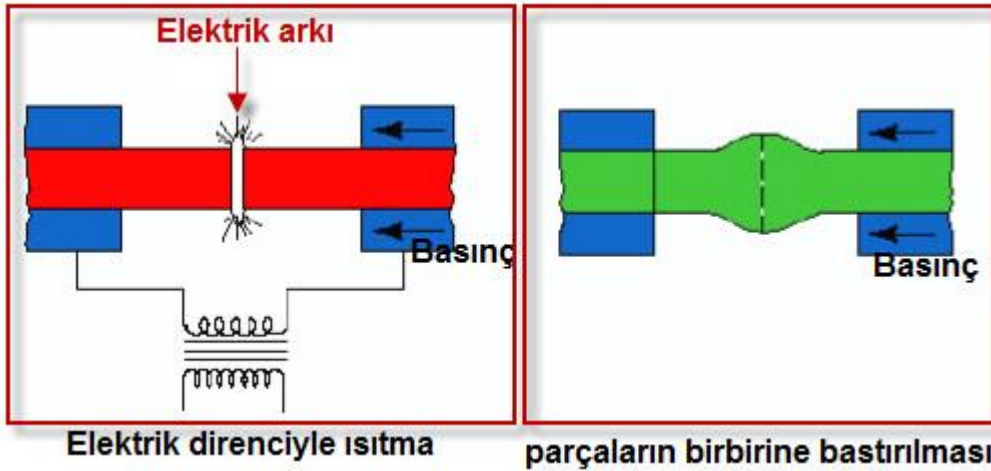 Elektrik arkı
Basınç
Elektrik direnciyle ısıtma
Basınç
parçaların birbirine bastırılması